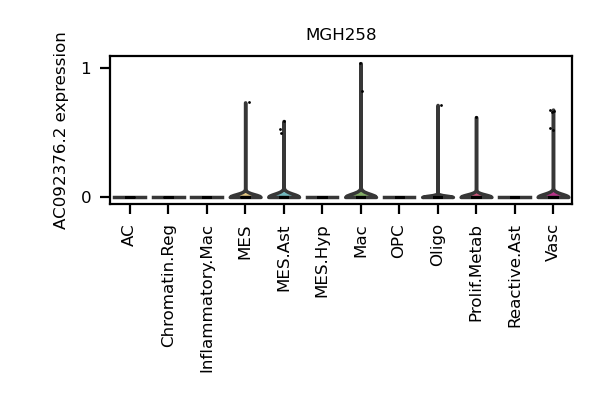 MGH258
AC092376.2 expression
1
0
AC
Chromatin.Reg
Inflammatory.Mac
MES
MES.Ast
MES.Hyp
Mac
OPC
Oligo
Prolif.Metab
Reactive.Ast
Vasc